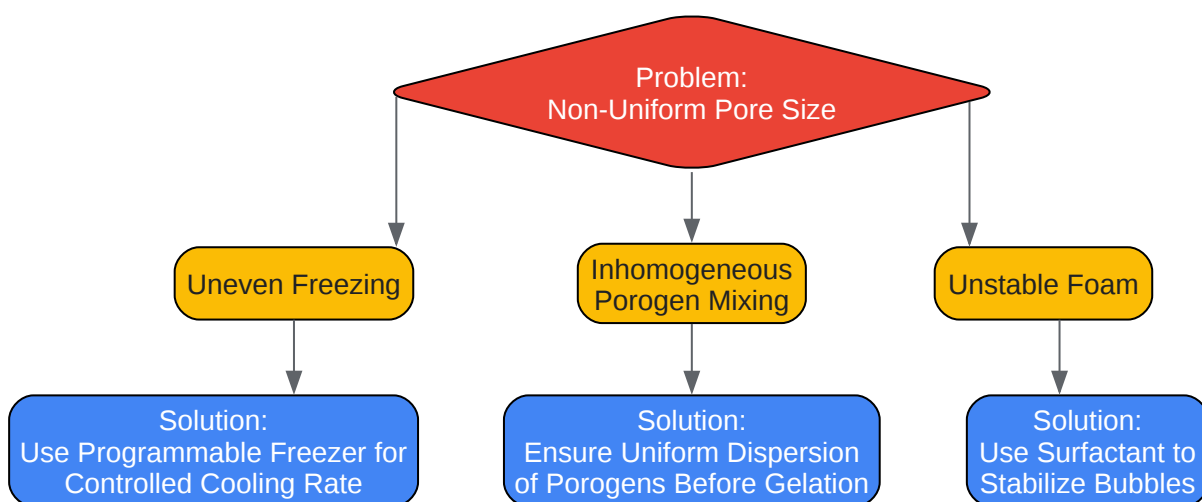 Problem:
Non-Uniform Pore Size
Uneven Freezing
Inhomogeneous
Porogen Mixing
Unstable Foam
Solution:
Use Programmable Freezer for
Controlled Cooling Rate
Solution:
Ensure Uniform Dispersion
of Porogens Before Gelation
Solution:
Use Surfactant to
Stabilize Bubbles